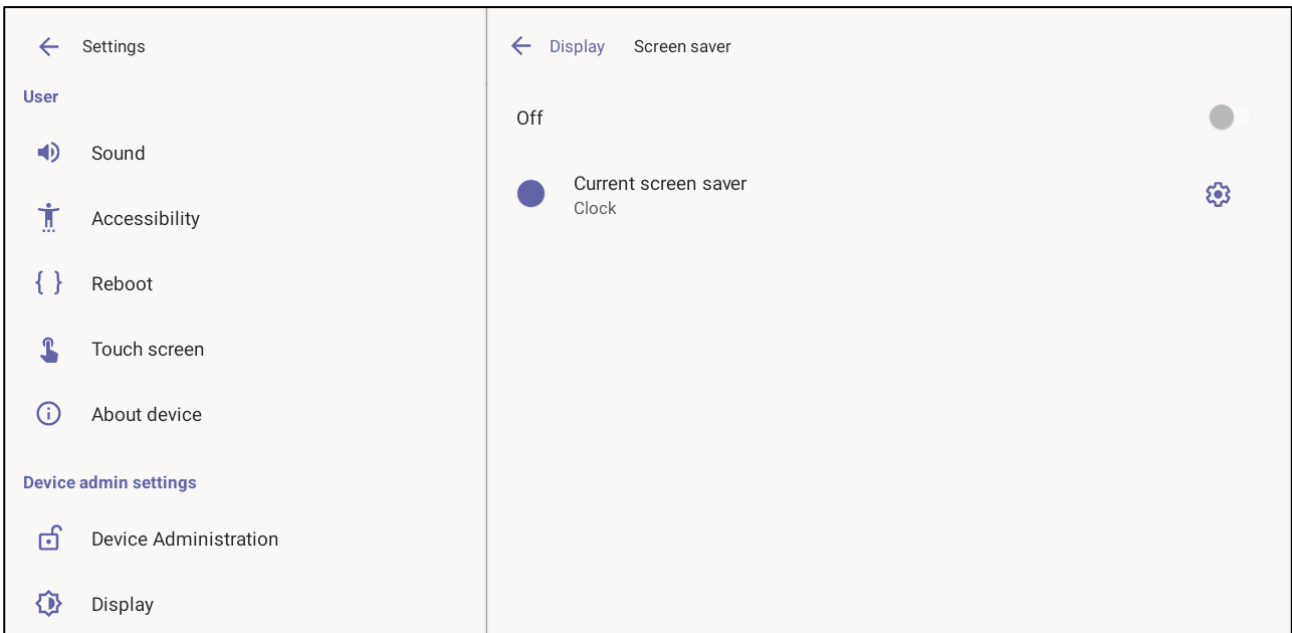 Settings
User
Sound
Accessibility
Reboot
Touch screen
About device
Device admin settings
Device Administration
Display
Display Screen saver
Off
Current screen saver
Clock